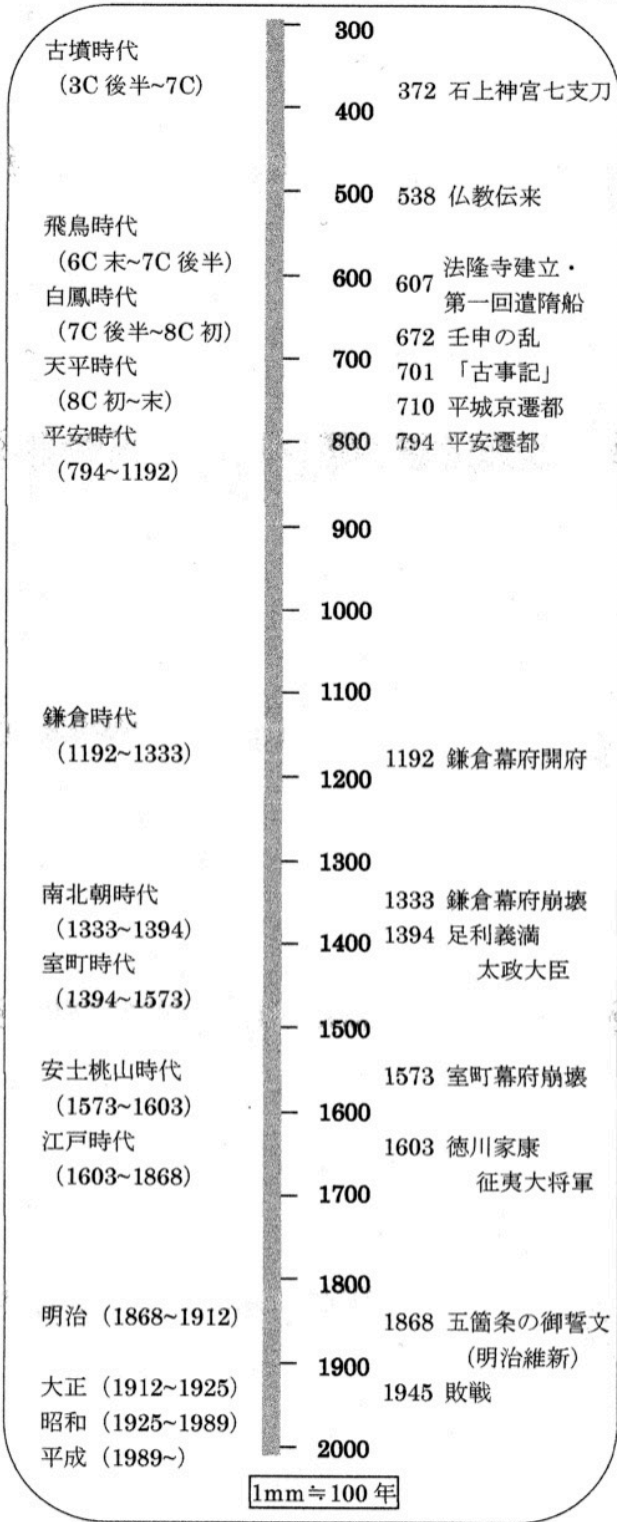 300
古墳時代
(3C 後半~7C)
372 石上神宮七支刀
400
500
538 仏教伝来
飛鳥時代
(6C 末~7C 後半)
600
607 法隆寺建立・
第一回遣隋船
白鳳時代
(7C 後半~8C 初)
672 壬申の乱
700
天平時代
701 「古事記」
(8C 初~末)
710 平城京遷都
平安時代
800
794 平安遷都
(794~1192)
900
1000
1100
鎌倉時代
(1192~1333)
1192 鎌倉幕府開府
1200
1300
南北朝時代
1333 鎌倉幕府崩壊
(1333~1394)
1400
1394 足利義満
太政大臣
室町時代
(1394~1573)
1500
安土桃山時代
1573 室町幕府崩壊
(1573~1603)
1600
江戸時代
1603 徳川家康
(1603~1868)
征夷大将軍
1700
1800
明治 (1868~1912)
1868 五箇条の御誓文
(明治維新)
1900
大正 (1912~1925)
1945 敗戦
昭和 (1925~1989)
平成 (1989~)
2000
1mm≒100 年